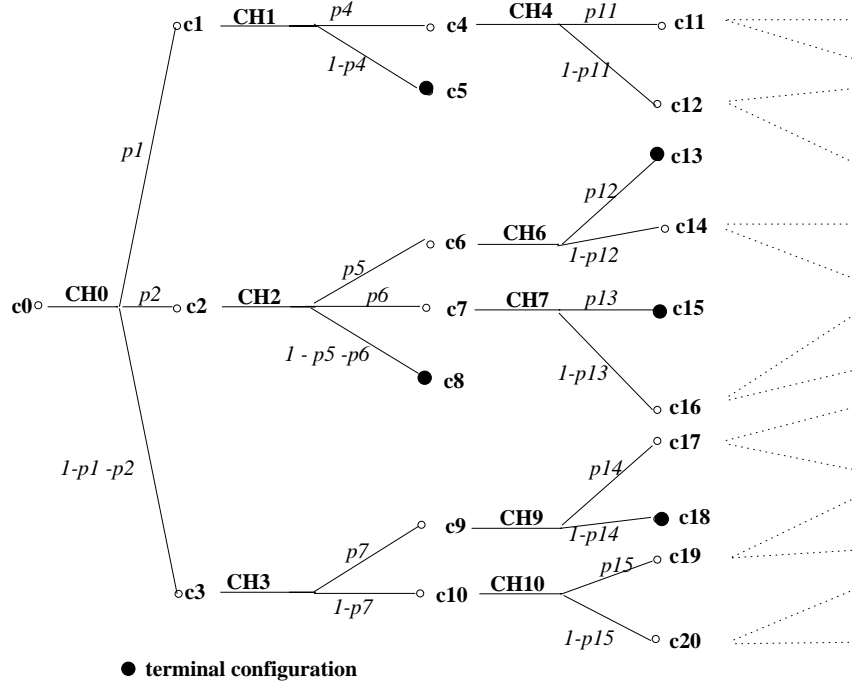 c1 CH1 p4 c4 CH4 p11 c11
1-p4 1-p11
c5
c12
p1
c13
p12
c6 CH6 c14
p5 1-p12
c0 CH0 p2 c2 CH2 p6 c7 CH7 p13 c15
1 - p5 -p6 1-p13
c8
c16
c17
1-p1 -p2 p14
c9 CH9 c18
p7 1-p14
c19
p15
c3 CH3 c10 CH10
1-p7
1-p15
c20
terminal configuration